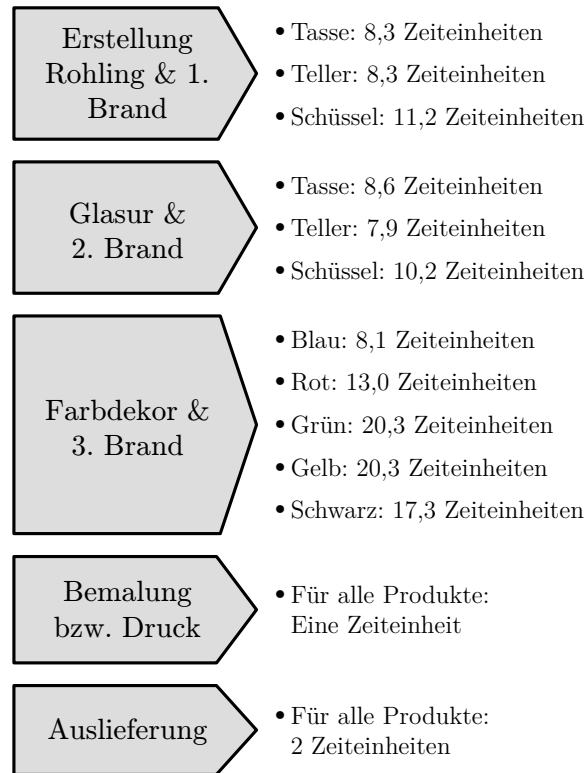 Erstellung
Rohling & 1.
Brand
• Tasse: 8,3 Zeiteinheiten
• Teller: 8,3 Zeiteinheiten
• Schüssel: 11,2 Zeiteinheiten
Glasur &
2. Brand
• Tasse: 8,6 Zeiteinheiten
• Teller: 7,9 Zeiteinheiten
• Schüssel: 10,2 Zeiteinheiten
Farbdekor &
3. Brand
• Blau: 8,1 Zeiteinheiten
• Rot: 13,0 Zeiteinheiten
• Grün: 20,3 Zeiteinheiten
• Gelb: 20,3 Zeiteinheiten
• Schwarz: 17,3 Zeiteinheiten
Bemalung
bzw. Druck
• Für alle Produkte:
Eine Zeiteinheit
Auslieferung
• Für alle Produkte:
2 Zeiteinheiten